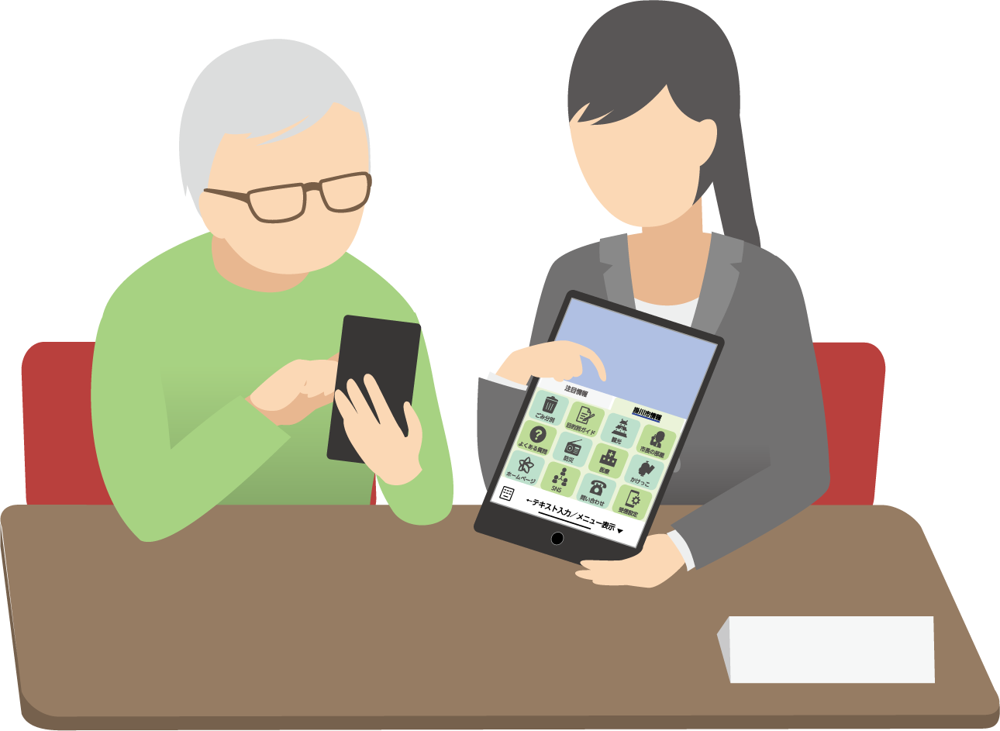 注目情報
掛川市情報
ごみ分別
目的別ガイド
観光
市長の部屋
よくある質問
防災
医療
かけっこ
ホームページ
SNS
問い合わせ
受信設定
←テキスト入力／メニュー表示▼